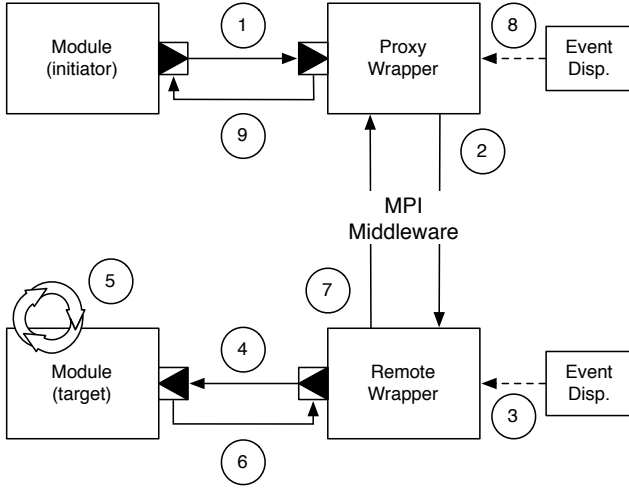 1
8
Module
(initiator)
Proxy
Wrapper
Event
Disp.
9
2
MPI
Middleware
5
7
4
Module
(target)
Remote
Wrapper
Event
Disp.
3
6